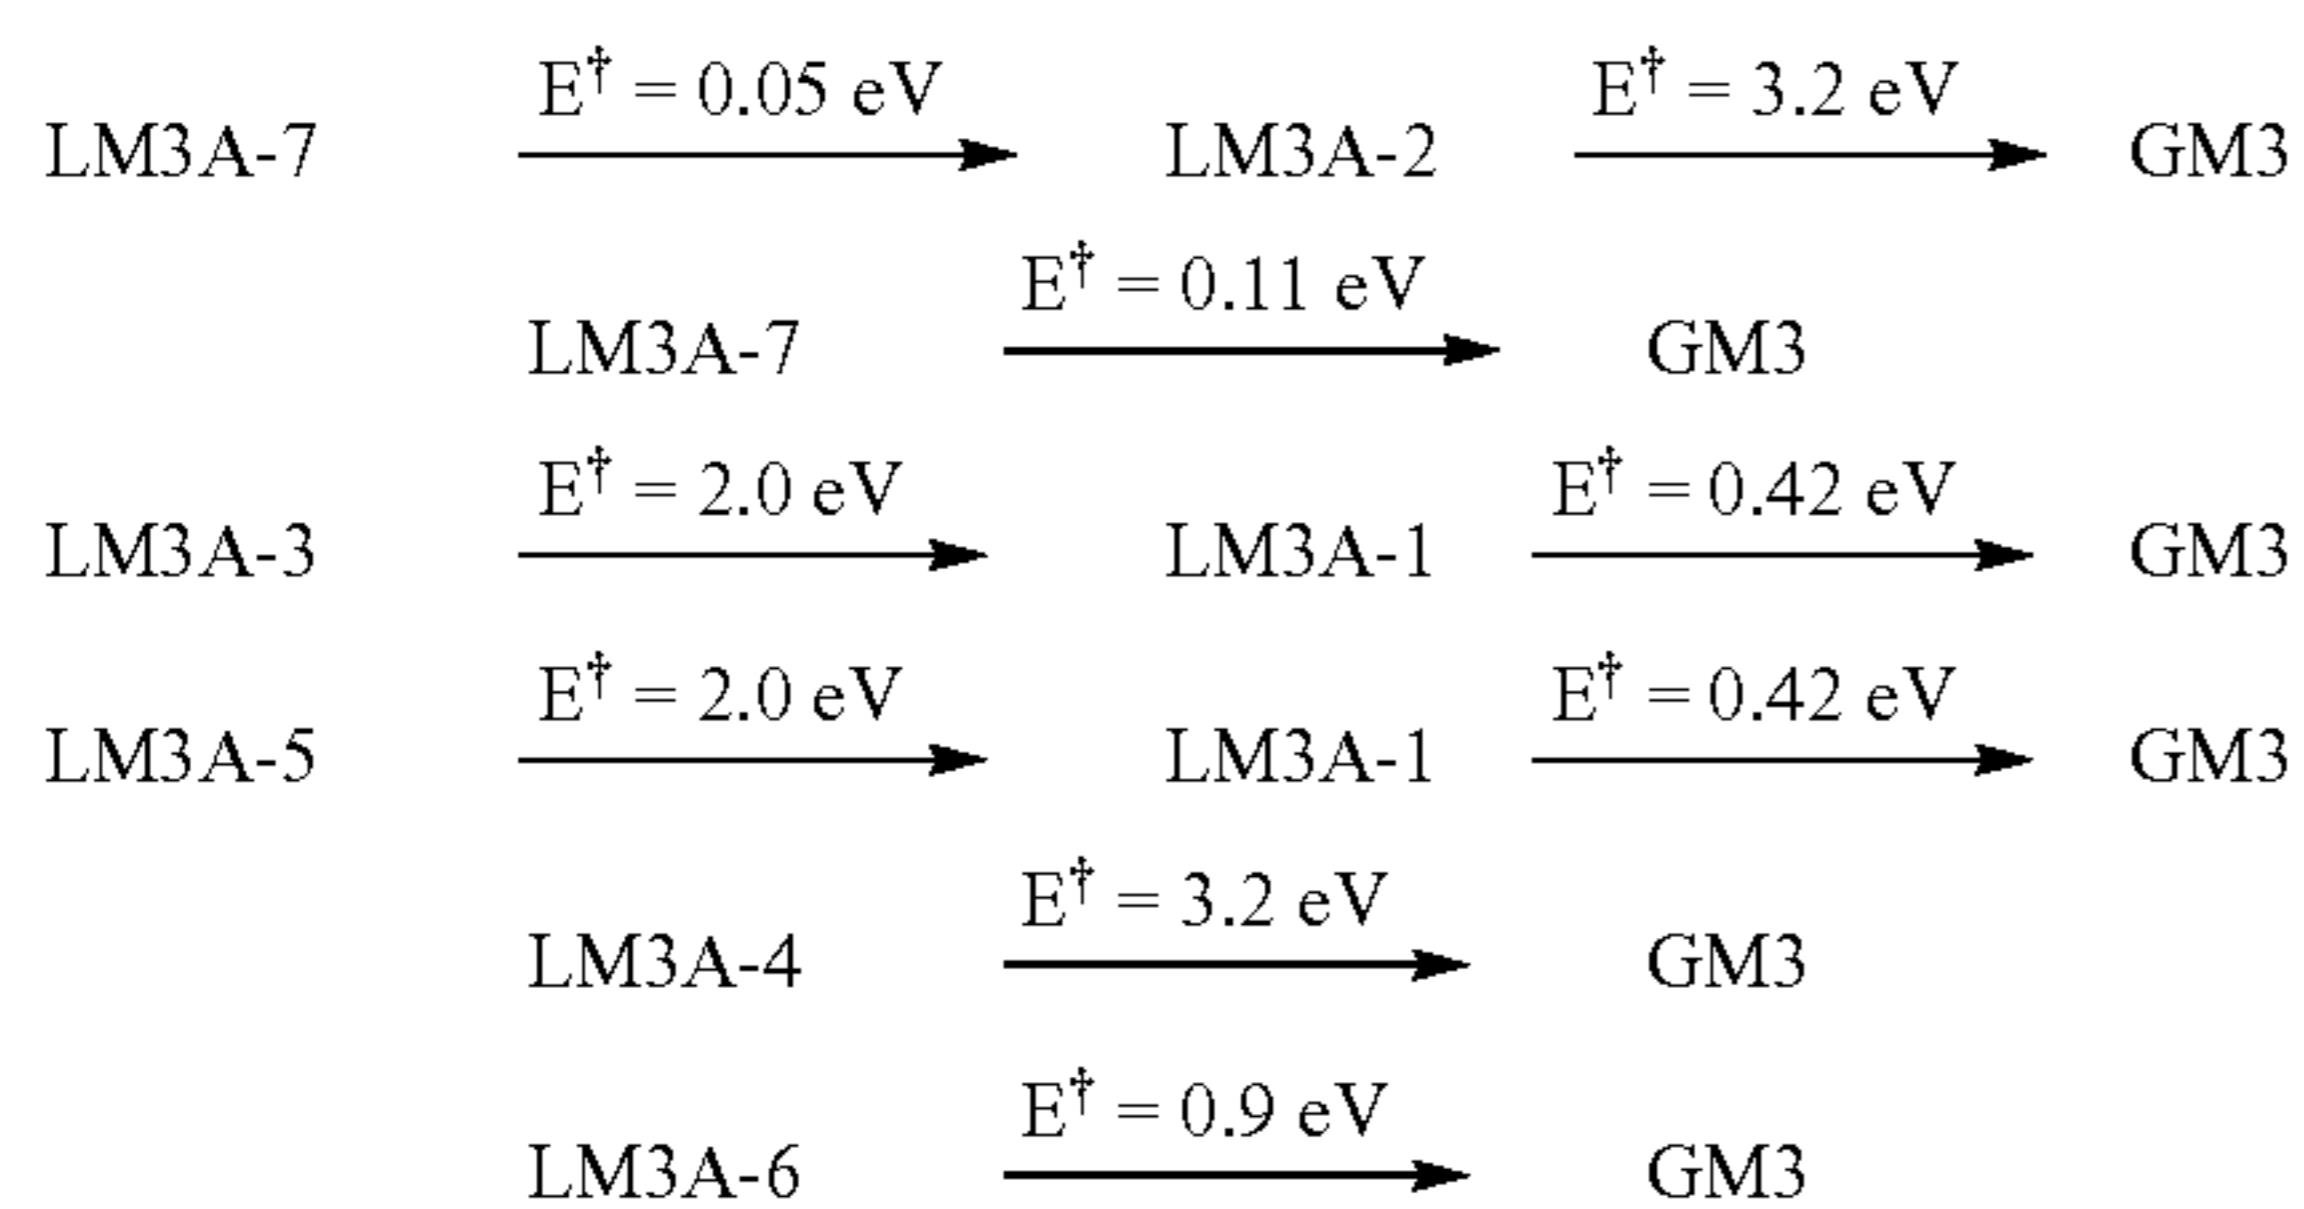 E† = 0.05 eV E† = 3.2 eV
LM3A-7 LM3A-2 GM3
E† = 0.11 eV
LM3A-7 GM3
E† = 2.0 eV E† = 0.42 eV
LM3A-3 LM3A-1 GM3
E† = 2.0 eV E† = 0.42 eV
LM3A-5 LM3A-1 GM3
E† = 3.2 eV
LM3A-4 GM3
E† = 0.9 eV
LM3A-6 GM3